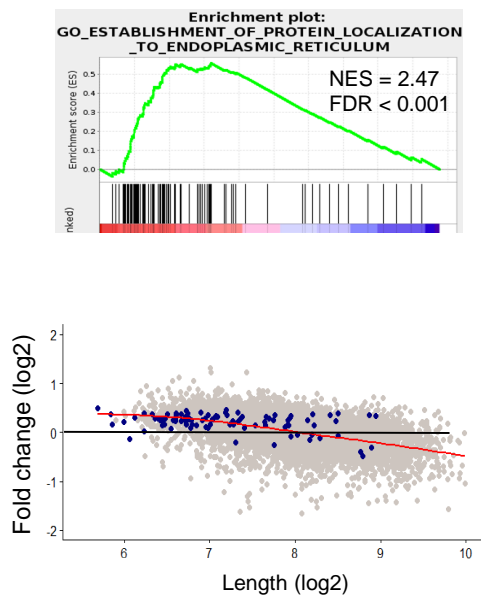 Enrichment plot:
GO_ESTABLISHMENT_OF_PROTEIN_LOCALIZATION
_TO_ENDOPLASMIC_RETICULUM
NES = 2.47
FDR < 0.001
Enrichment score (ES)
0.5
0.4
0.3
0.2
0.1
0.0
nked)
Fold change (log2)
2
1
0
-1
-2
6 7 8 9 10
Length (log2)